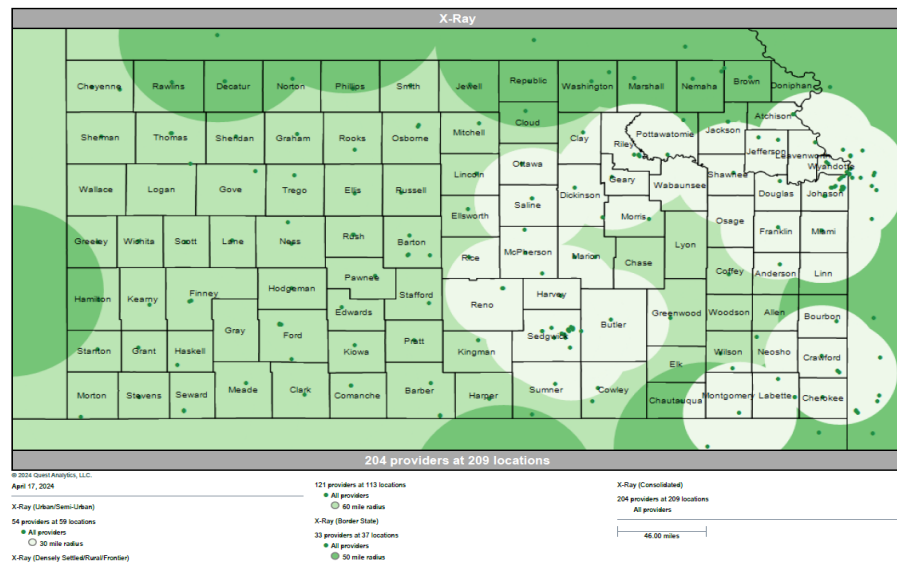 X-Ray
Cheyenne Rawlins Decatur Norton Phillips Smith Jewell Republic Washington Marshall Nemaha Brown Doniphan
Atchison
Sherman Thomas Sheridan Graham Rooks Osborne Mitchell Cloud Clay Riley Pottawatomie Jackson
Jefferson Leavenworth
Wyandotte
Ottawa
Wallace Logan Gove Trego Ellis Russell Lincoln Saline Dickinson Geary Wabaunsee Shawnee Douglas Johnson
Ellsworth Morris Osage
Greeley Wichita Scott Lane Ness Rush Barton Rice McPherson Marion Chase Lyon Franklin Miami
Pawnee
Hamilton Kearny Finney Hodgeman Stafford Reno Harvey Coffey Anderson Linn
Edwards
Gray Ford Sedgwick Butler Greenwood Woodson Allen Bourbon
Stanton Grant Haskell Kiowa Pratt Kingman Elk Wilson Neosho Crawford
Morton Stevens Seward Meade Clark Comanche Barber Harper Sumner Cowley Chautauqua Montgomery Labette Cherokee
204 providers at 209 locations
© 2024 Quest Analytics, LLC.
April 17, 2024
X-Ray (Urban/Semi-Urban)
54 providers at 59 locations
All providers
30 mile radius
X-Ray (Densely Settled/Rural/Frontier)
121 providers at 113 locations
All providers
60 mile radius
X-Ray (Border State)
33 providers at 37 locations
All providers
50 mile radius
X-Ray (Consolidated)
204 providers at 209 locations
All providers
46.00 miles